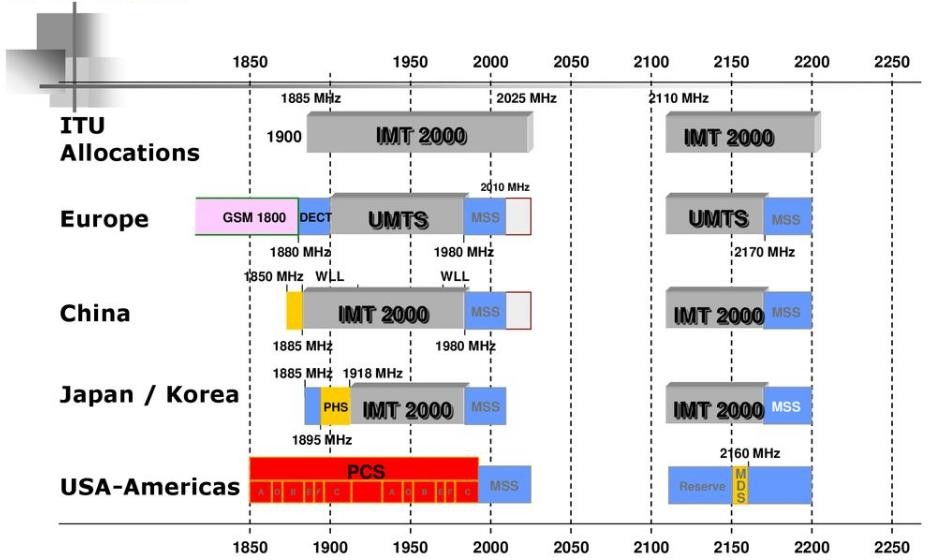 1850 1900 1950 2000 2050 2100 2150 2200 2250
1885 MHz 2025 MHz 2110 MHz
ITU
Allocations
1900 IMT 2000 IMT 2000
2010 MHz
Europe GSM 1800 DECT UMTS MSS UMTS MSS
1880 MHz 1980 MHz 2170 MHz
1850 MHz WLL WLL
China IMT 2000 MSS IMT 2000 MSS
1885 MHz 1980 MHz
1885 MHz 1918 MHz
Japan / Korea PHS IMT 2000 MSS IMT 2000 MSS
1895 MHz
2160 MHz
PCS
USA-Americas A D B E F C A D B E F C MSS Reserve MDS
1850 1900 1950 2000 2050 2100 2150 2200 2250